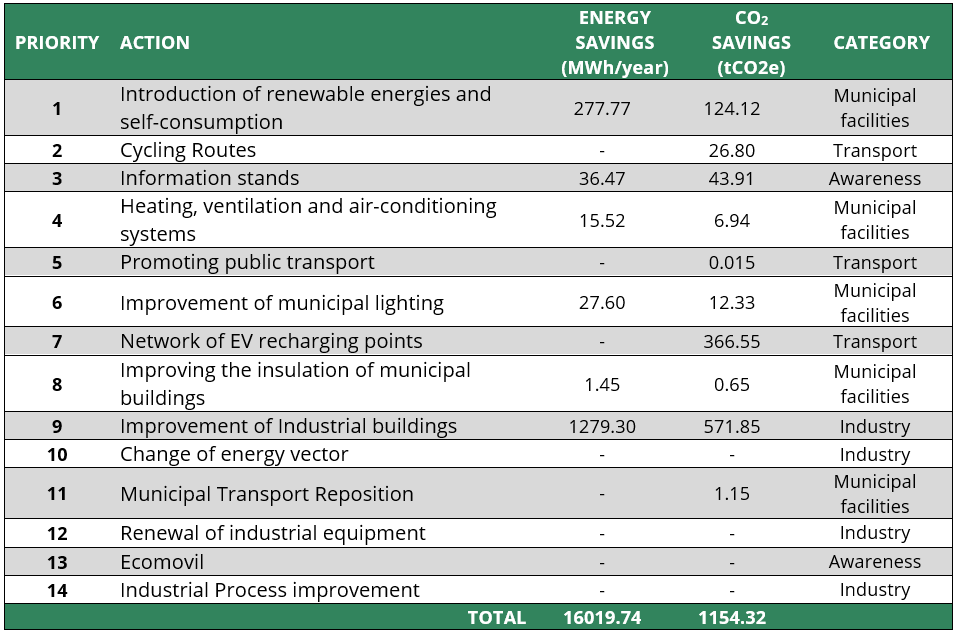 PRIORITY ACTION ENERGY SAVINGS (MWh/year) CO₂ SAVINGS (tCO2e) CATEGORY
1 Introduction of renewable energies and self-consumption 277.77 124.12 Municipal facilities
2 Cycling Routes - 26.80 Transport
3 Information stands 36.47 43.91 Awareness
4 Heating, ventilation and air-conditioning systems 15.52 6.94 Municipal facilities
5 Promoting public transport - 0.015 Transport
6 Improvement of municipal lighting 27.60 12.33 Municipal facilities
7 Network of EV recharging points - 366.55 Transport
8 Improving the insulation of municipal buildings 1.45 0.65 Municipal facilities
9 Improvement of Industrial buildings 1279.30 571.85 Industry
10 Change of energy vector - - Industry
11 Municipal Transport Reposition - 1.15 Municipal facilities
12 Renewal of industrial equipment - - Industry
13 Ecomovil - - Awareness
14 Industrial Process improvement - - Industry
TOTAL 16019.74 1154.32